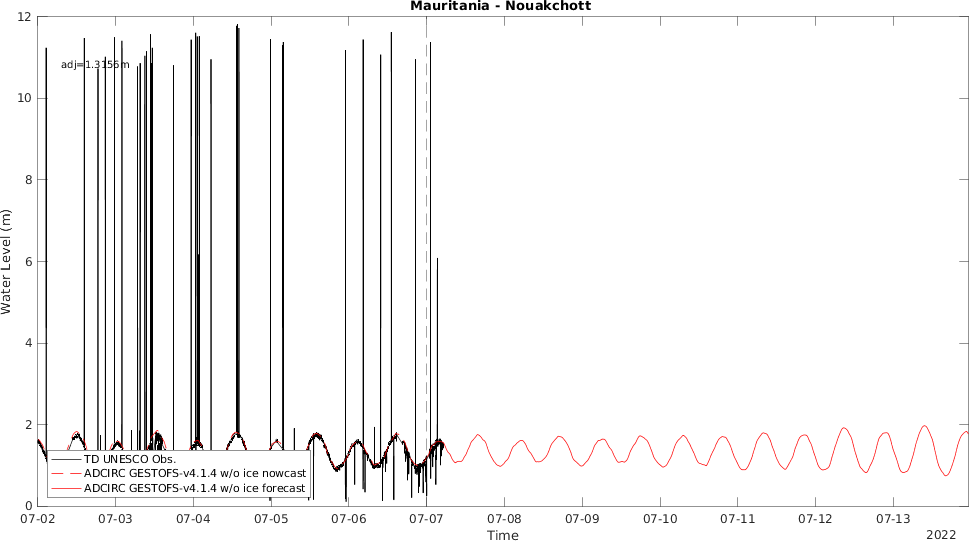 Mauritania - Nouakchott
12
adj=1.3156m
10
8
6
4
2
0
Water Level (m)
TD UNESCO Obs.
ADCIRC GESTOFS-v4.1.4 w/o ice nowcast
ADCIRC GESTOFS-v4.1.4 w/o ice forecast
07-02 07-03 07-04 07-05 07-06 07-07 07-08 07-09 07-10 07-11 07-12 07-13
Time
2022